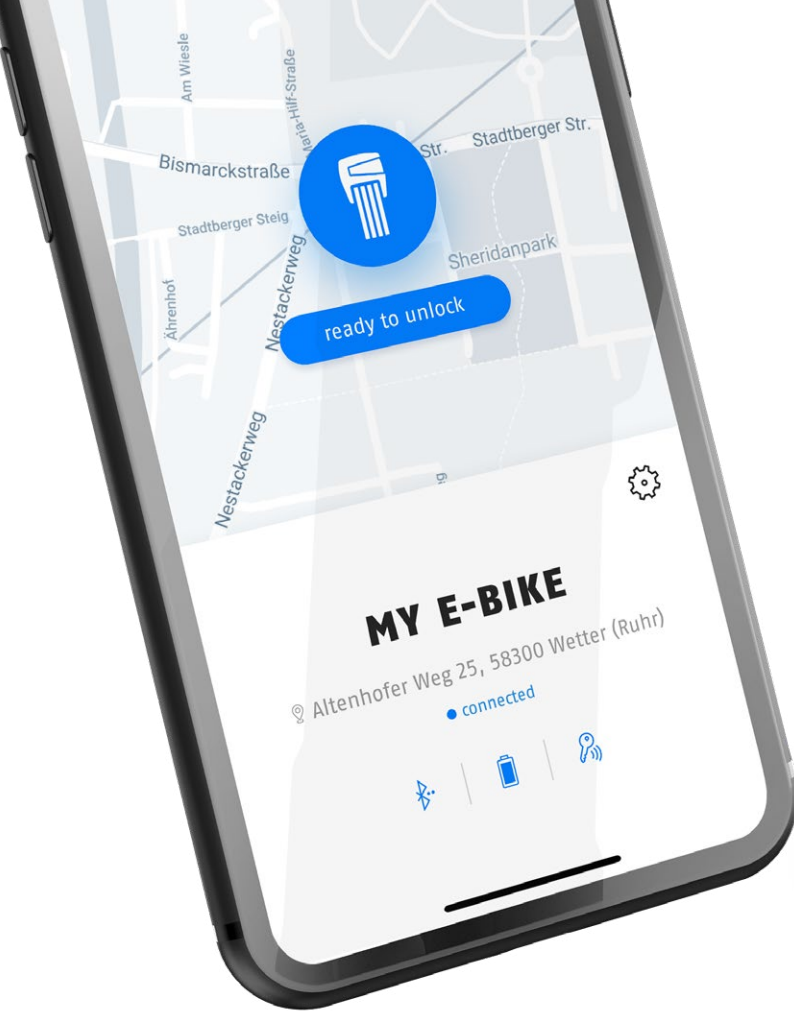 Am Wiesle
Maria-Hilf-Straße
Bismarckstraße
Str.
Stadtberger Str.
Stadtberger Steig
Sheridanpark
Ährenhof
Nestackerweg
ready to unlock
Nestackerweg
MY E-BIKE
Altenhofer Weg 25, 58300 Wetter (Ruhr)
connected